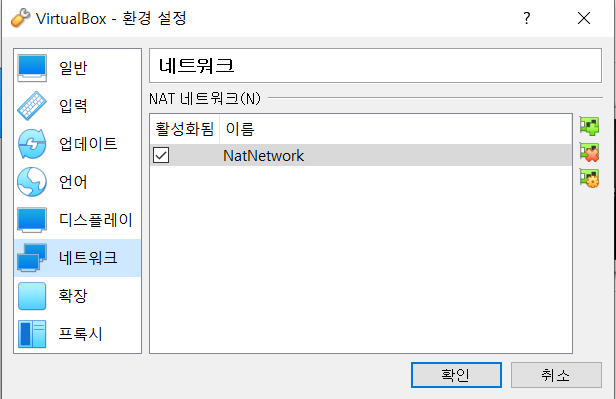 VirtualBox - 환경 설정
?
일반
입력
업데이트
언어
디스플레이
네트워크
확장
프록시
네트워크
NAT 네트워크(N)
활성화됨 이름
NatNetwork
확인 취소